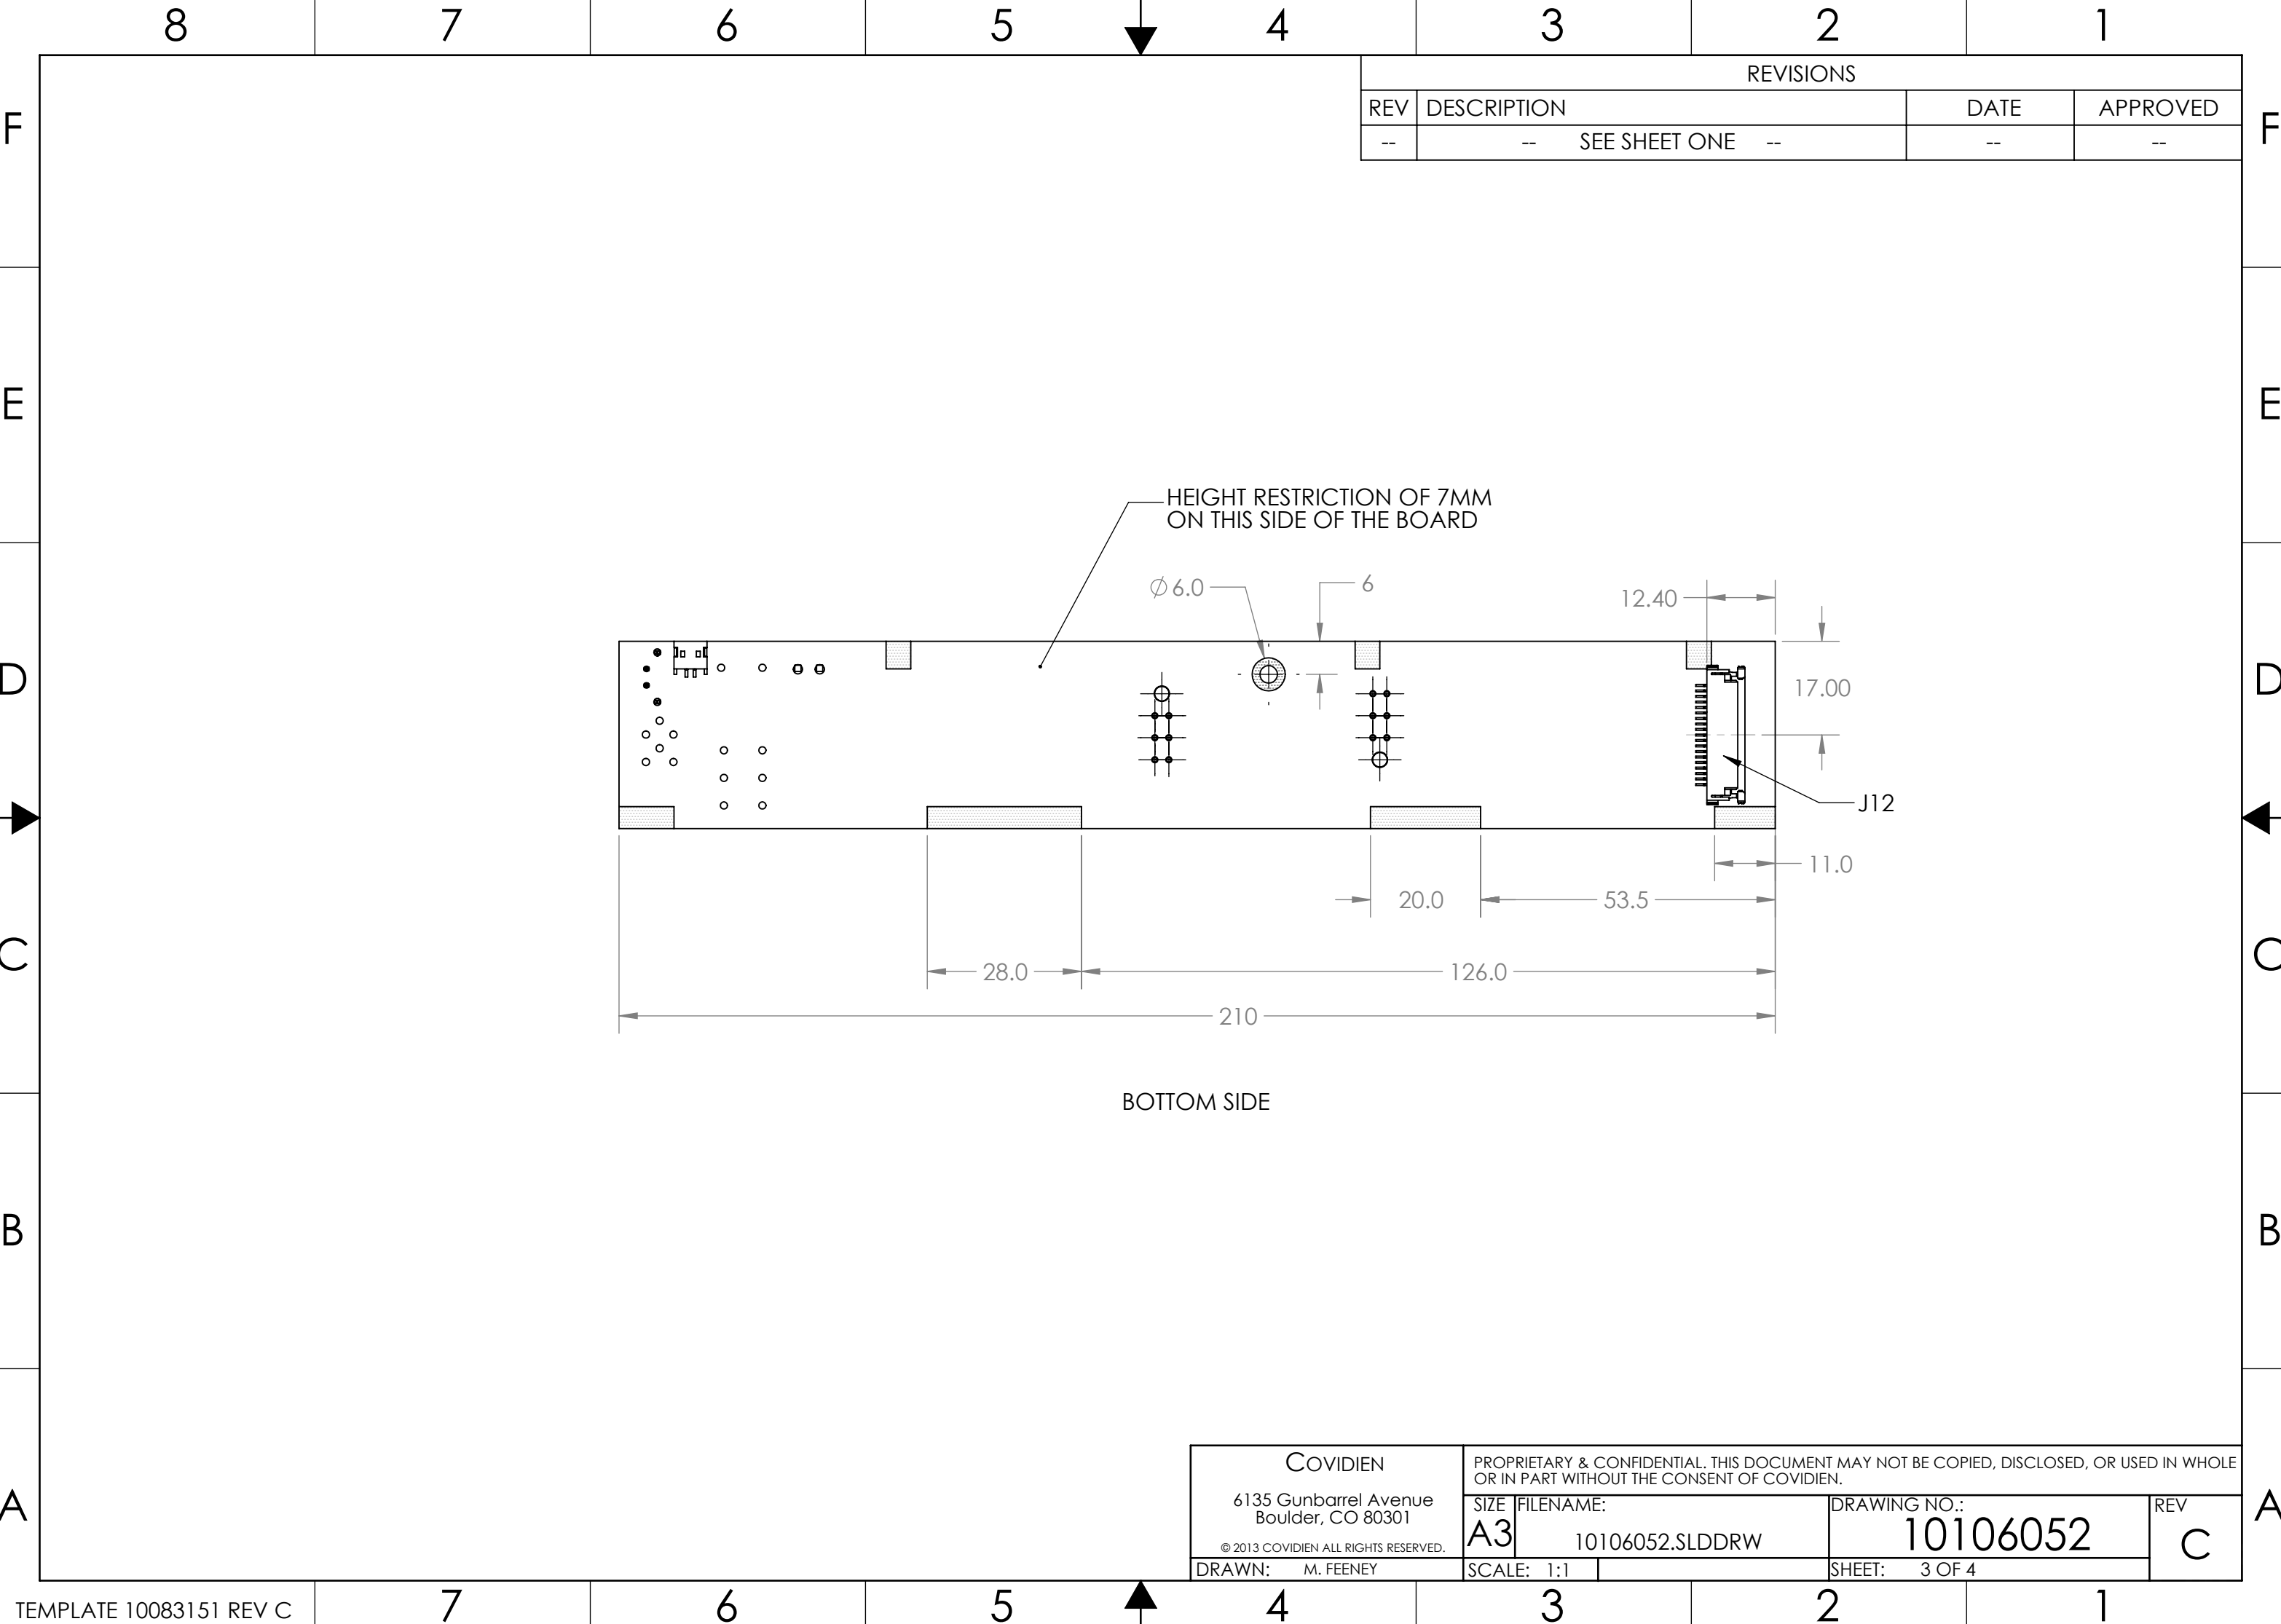 8 7 6 5 4 3 2 1
REVISIONS
REV DESCRIPTION DATE APPROVED
-- -- SEE SHEET ONE -- -- --
F F
E E
HEIGHT RESTRICTION OF 7MM
ON THIS SIDE OF THE BOARD
∅ 6.0 6 12.40
D D
17.00
J12
11.0
20.0 53.5
C C
28.0 126.0
210
BOTTOM SIDE
B B
COVIDIEN
6135 Gunbarrel Avenue
Boulder, CO 80301
© 2013 COVIDIEN ALL RIGHTS RESERVED.
DRAWN: M. FEENEY
PROPRIETARY & CONFIDENTIAL. THIS DOCUMENT MAY NOT BE COPIED, DISCLOSED, OR USED IN WHOLE
OR IN PART WITHOUT THE CONSENT OF COVIDIEN.
A A
SIZE FILENAME: DRAWING NO.: REV
A3 10106052.SLDDRW 10106052 C
SCALE: 1:1 SHEET: 3 OF 4
TEMPLATE 10083151 REV C 7 6 5 4 3 2 1